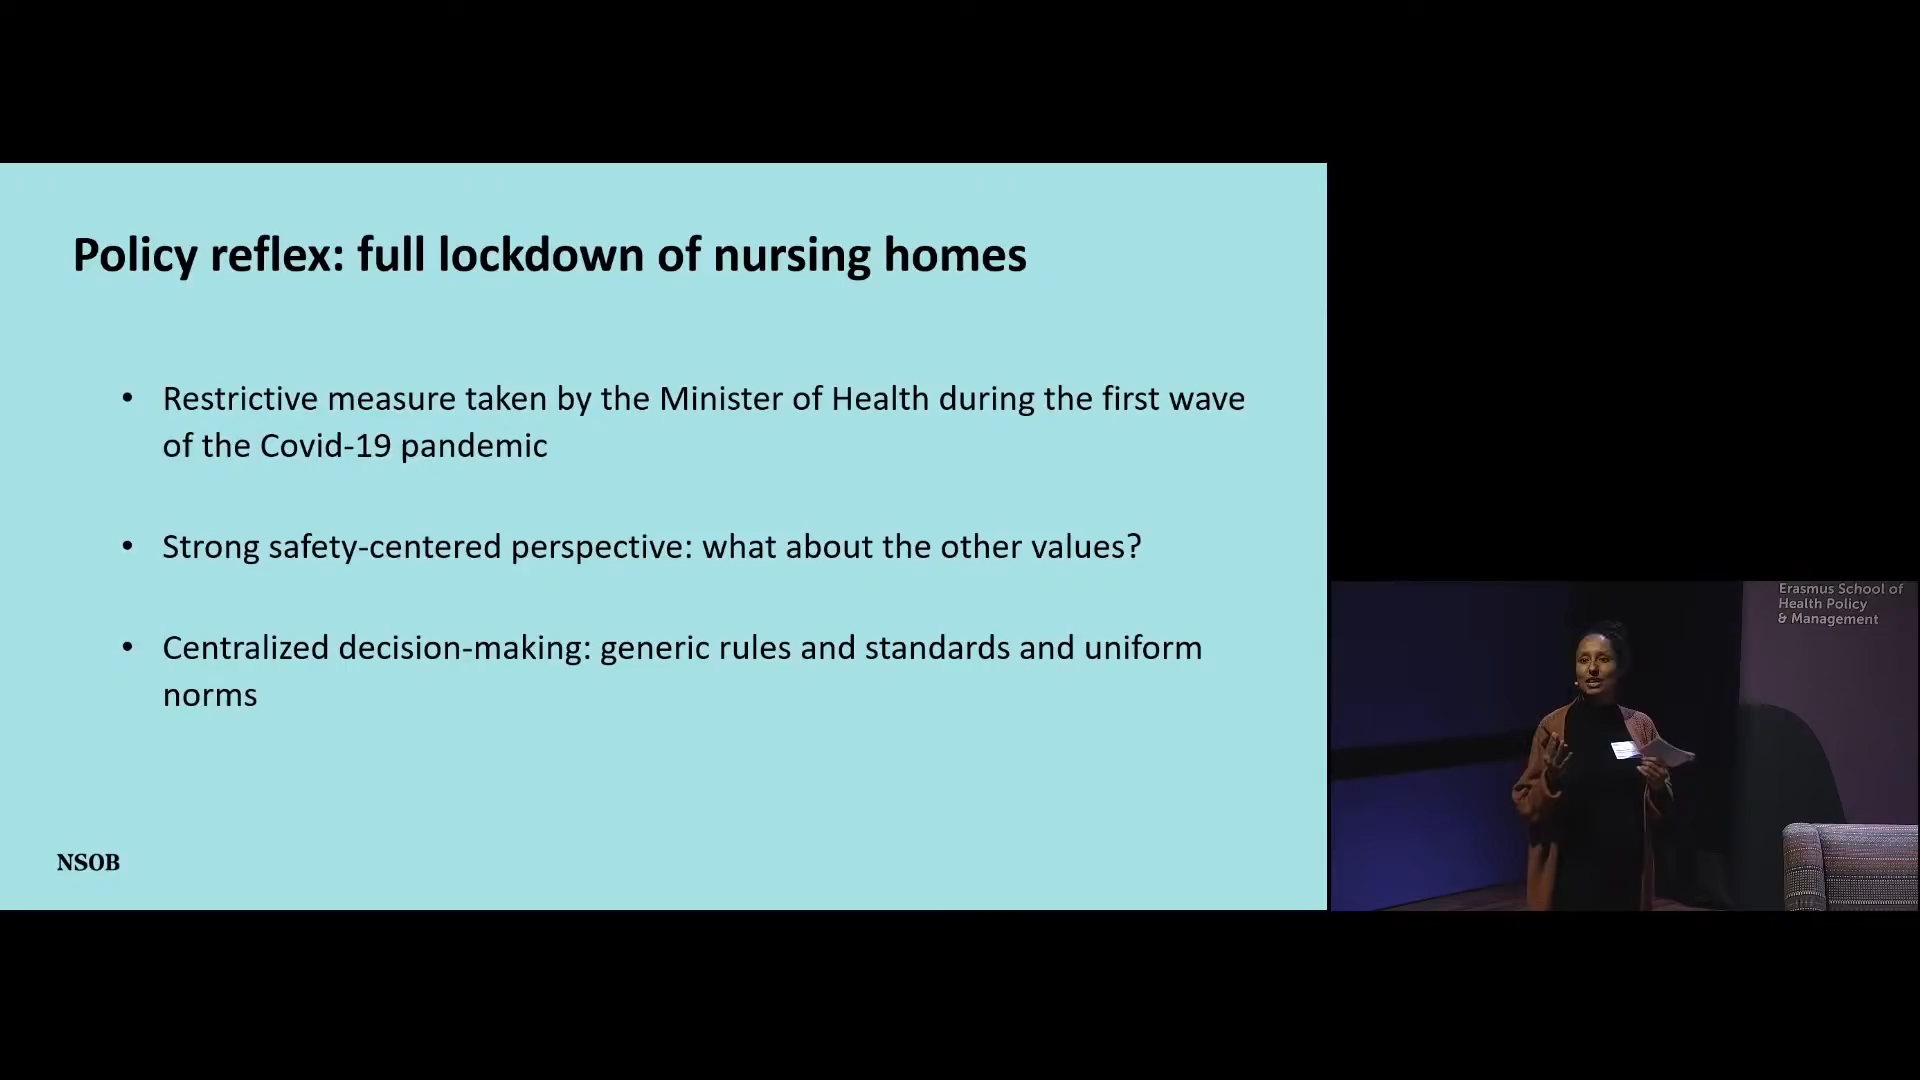 Policy reflex: full lockdown of nursing homes
• Restrictive measure taken by the Minister of Health during the first wave
of the Covid-19 pandemic
• Strong safety-centered perspective: what about the other values?
• Centralized decision-making: generic rules and standards and uniform
norms
NSOB
Erasmus School of
Health Policy
& Management